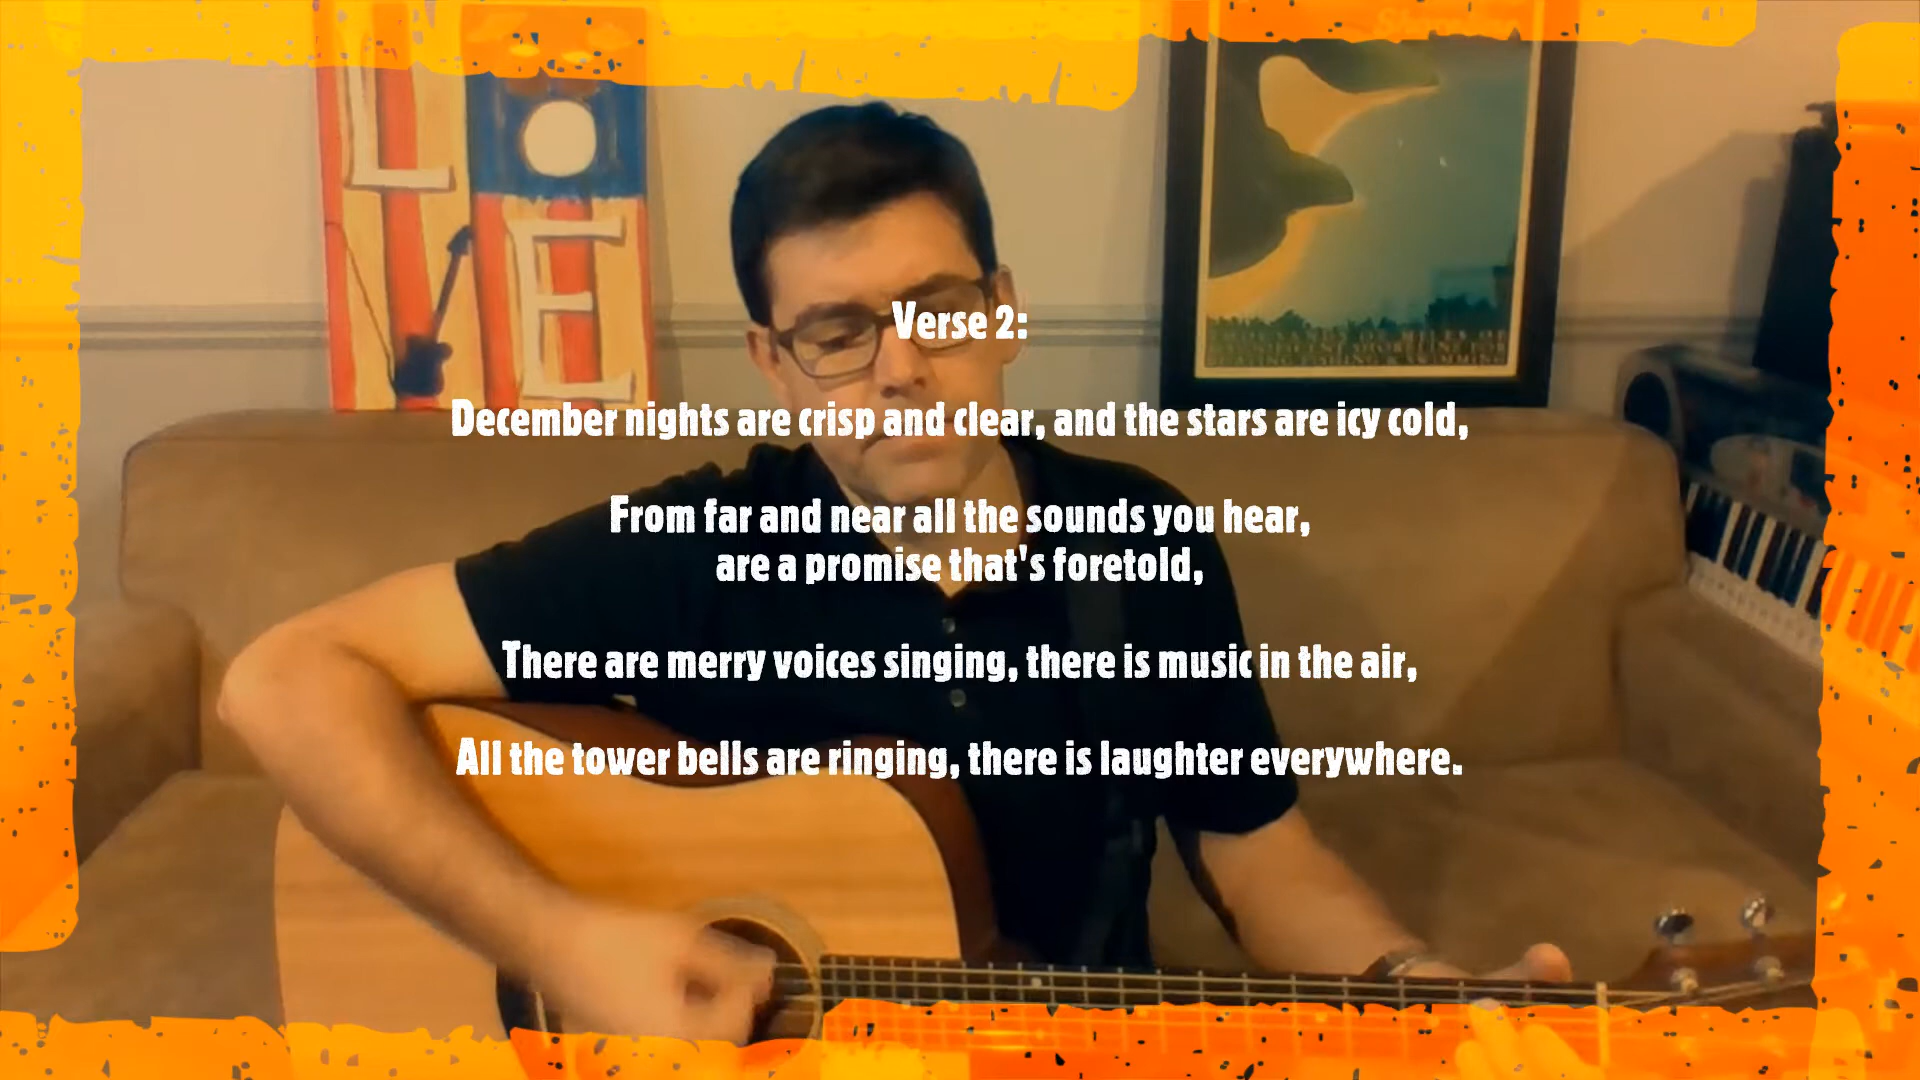 L O
V E
Verse 2:
December nights are crisp and clear, and the stars are icy cold,
From far and near all the sounds you hear,
are a promise that's foretold,
There are merry voices singing, there is music in the air,
All the tower bells are ringing, there is laughter everywhere.